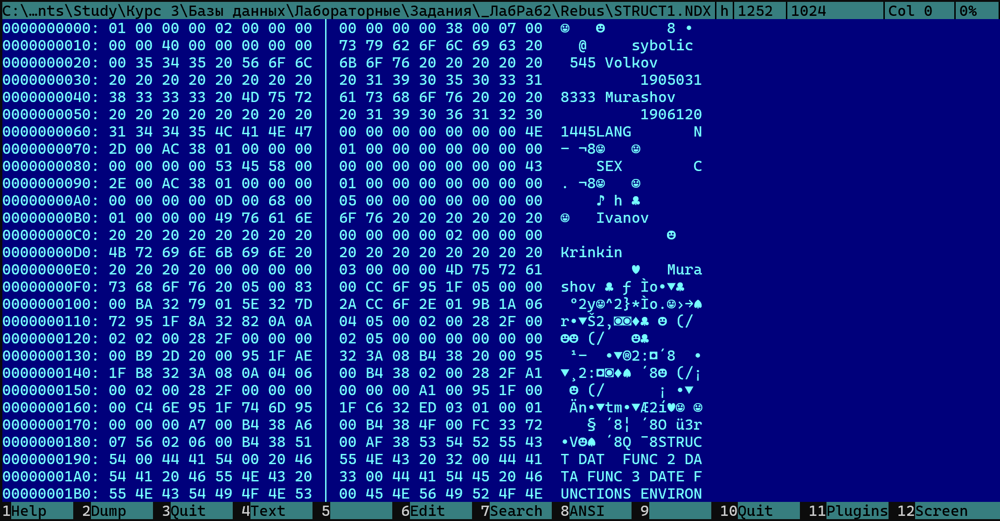 C:\…nts\Study\Курс 3\Базы данных\Лабораторные\Задания\_ЛабРаб2\Rebus\STRUCT1.NDX h 1252 1024 Col 0 0%
0000000000: 01 00 00 00 02 00 00 00 00 00 00 00 38 00 07 00 ☺   ☻       8 •
0000000010: 00 00 40 00 00 00 00 00 73 79 62 6F 6C 69 63 20   @     sybolic
0000000020: 00 35 34 35 20 56 6F 6C 6B 6F 76 20 20 20 20 20  545 Volkov
0000000030: 20 20 20 20 20 20 20 20 20 31 39 30 35 30 33 31          1905031
0000000040: 38 33 33 33 20 4D 75 72 61 73 68 6F 76 20 20 20 8333 Murashov
0000000050: 20 20 20 20 20 20 20 20 20 31 39 30 36 31 32 30          1906120
0000000060: 31 34 34 35 4C 41 4E 47 00 00 00 00 00 00 00 4E 1445LANG       N
0000000070: 2D 00 AC 38 01 00 00 00 01 00 00 00 00 00 00 00 - ¬8☺   ☺
0000000080: 00 00 00 00 53 45 58 00 00 00 00 00 00 00 00 43     SEX        C
0000000090: 2E 00 AC 38 01 00 00 00 01 00 00 00 00 00 00 00 . ¬8☺   ☺
00000000A0: 00 00 00 00 0D 00 68 00 05 00 00 00 00 00 00 00     ♪ h ♣
00000000B0: 01 00 00 00 49 76 61 6E 6F 76 20 20 20 20 20 20 ☺   Ivanov
00000000C0: 20 20 20 20 20 20 20 20 00 00 00 00 02 00 00 00             ☻
00000000D0: 4B 72 69 6E 6B 69 6E 20 20 20 20 20 20 20 20 20 Krinkin
00000000E0: 20 20 20 20 00 00 00 00 03 00 00 00 4D 75 72 61         ♥   Mura
00000000F0: 73 68 6F 76 20 05 00 83 00 CC 6F 95 1F 05 00 00 shov ♣ ƒ Ìo•▼♣
0000000100: 00 BA 32 79 01 5E 32 7D 2A CC 6F 2E 01 9B 1A 06  º2y☺^2}*Ìo.☺›→♠
0000000110: 72 95 1F 8A 32 82 0A 0A 04 05 00 02 00 28 2F 00 r•▼Š2‚◙◙♦♣ ☻ (/
0000000120: 02 02 00 28 2F 00 00 00 02 05 00 00 00 00 00 00 ☻☻ (/   ☻♣
0000000130: 00 B9 2D 20 00 95 1F AE 32 3A 08 B4 38 20 00 95  ¹-  •▼®2:◘´8  •
0000000140: 1F B8 32 3A 08 0A 04 06 00 B4 38 02 00 28 2F A1 ▼¸2:◘◙♦♠ ´8☻ (/¡
0000000150: 00 02 00 28 2F 00 00 00 00 00 00 A1 00 95 1F 00  ☻ (/      ¡ •▼
0000000160: 00 C4 6E 95 1F 74 6D 95 1F C6 32 ED 03 01 00 01  Än•▼tm•▼Æ2í♥☺ ☺
0000000170: 00 00 00 A7 00 B4 38 A6 00 B4 38 4F 00 FC 33 72    § ´8¦ ´8O ü3r
0000000180: 07 56 02 06 00 B4 38 51 00 AF 38 53 54 52 55 43 •V☻♠ ´8Q ¯8STRUC
0000000190: 54 00 44 41 54 00 20 46 55 4E 43 20 32 00 44 41 T DAT  FUNC 2 DA
00000001A0: 54 41 20 46 55 4E 43 20 33 00 44 41 54 45 20 46 TA FUNC 3 DATE F
00000001B0: 55 4E 43 54 49 4F 4E 53 00 45 4E 56 49 52 4F 4E UNCTIONS ENVIRON
1Help 2Dump 3Quit 4Text 5 6Edit 7Search 8ANSI 9 10Quit 11Plugins 12Screen